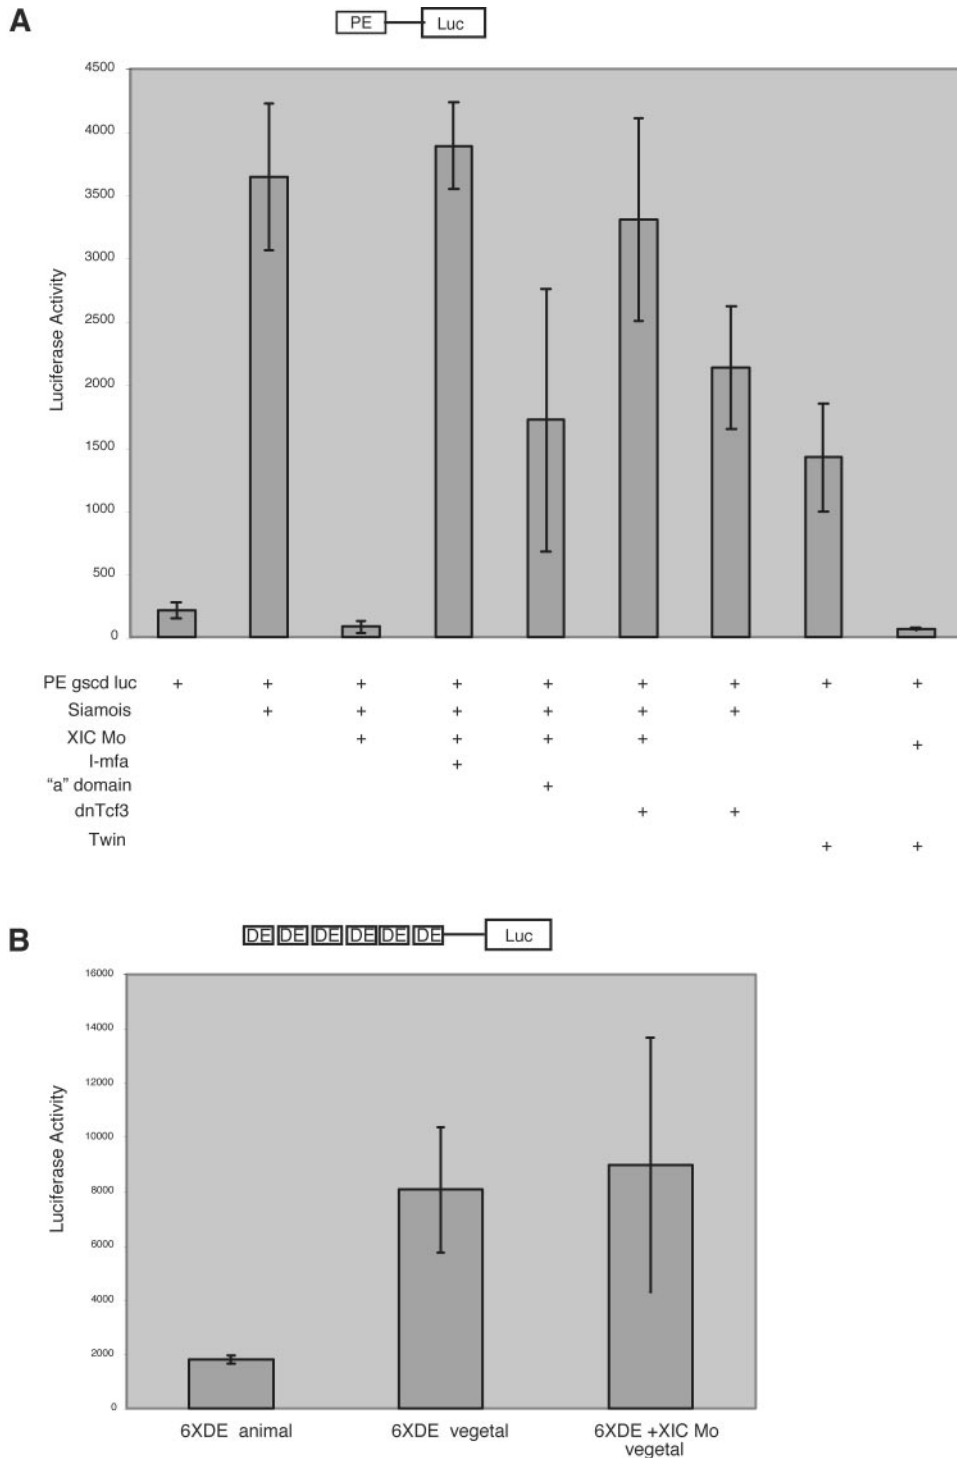 A
PE
Luc
4500
4000
3500
3000
2500
2000
1500
1000
500
0
Luciferase Activity
PE gscd luc + + + + + + + + +
Siamois + + + + + +
XIC Mo + + + + +
I-mfa +
“a” domain +
dnTcf3 + +
Twin + +
B
DE DE DE DE DE DE
Luc
16000
14000
12000
10000
8000
6000
4000
2000
0
Luciferase Activity
6XDE animal
6XDE vegetal
6XDE +XIC Mo
vegetal